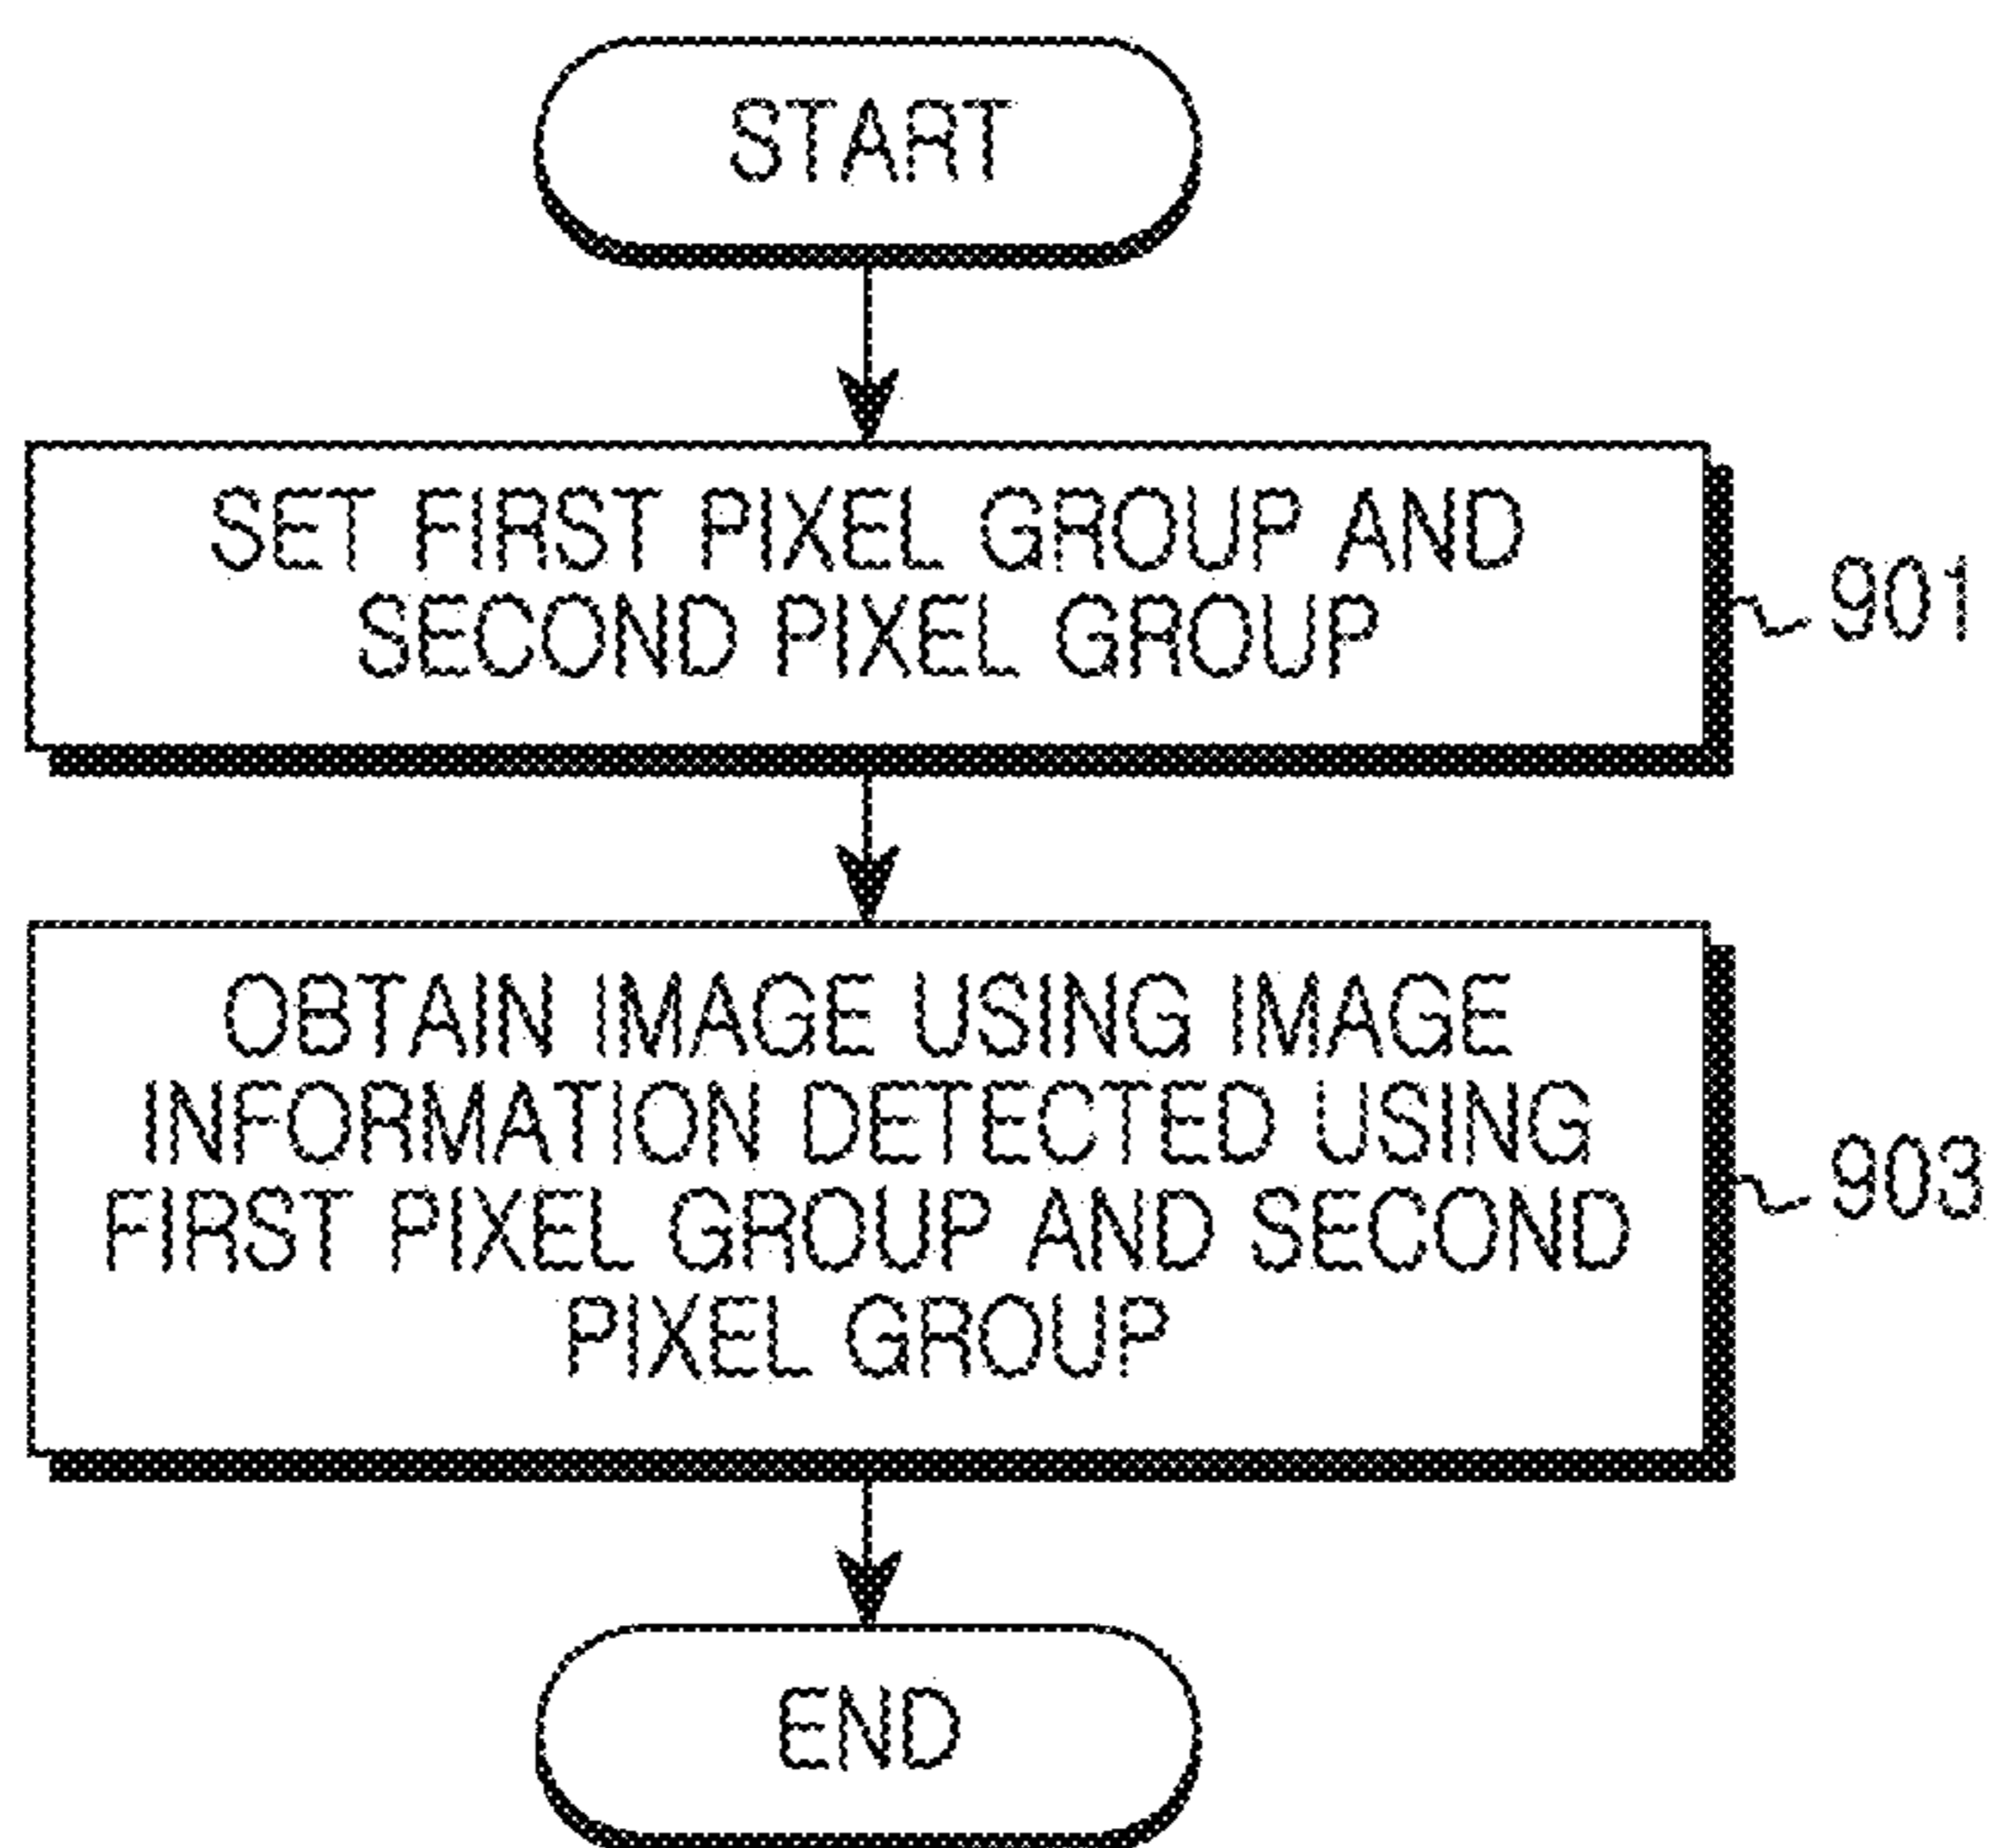 START
SET FIRST PIXEL GROUP AND
SECOND PIXEL GROUP
901
OBTAIN IMAGE USING IMAGE
INFORMATION DETECTED USING
FIRST PIXEL GROUP AND SECOND
PIXEL GROUP
903
END